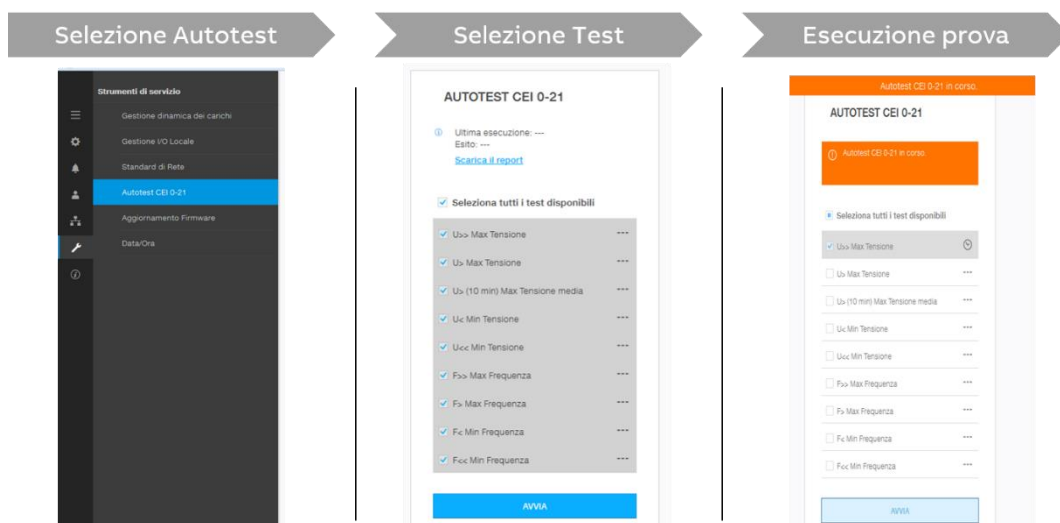 Selezione Autotest
Selezione Test
Esecuzione prova
Strumenti di servizio
Gestione dinamica dei carichi
Gestione I/O Locale
Standard di Rete
Autotest CEI 0-21
Aggiornamento Firmware
Data/Ora
AUTOTEST CEI 0-21
Ultima esecuzione: ---
Esito: ---
Scarica il report
Seleziona tutti i test disponibili
U>> Max Tensione ---
U> Max Tensione ---
U> (10 min) Max Tensione media ---
U< Min Tensione ---
U<< Min Tensione ---
F>> Max Frequenza ---
F> Max Frequenza ---
F< Min Frequenza ---
F<< Min Frequenza ---
AVVIA
Autotest CEI 0-21 in corso.
AUTOTEST CEI 0-21
Autotest CEI 0-21 in corso.
Seleziona tutti i test disponibili
U>> Max Tensione
U> Max Tensione ---
U> (10 min) Max Tensione media ---
U< Min Tensione ---
U<< Min Tensione ---
F>> Max Frequenza ---
F> Max Frequenza ---
F< Min Frequenza ---
F<< Min Frequenza ---
AVVIA